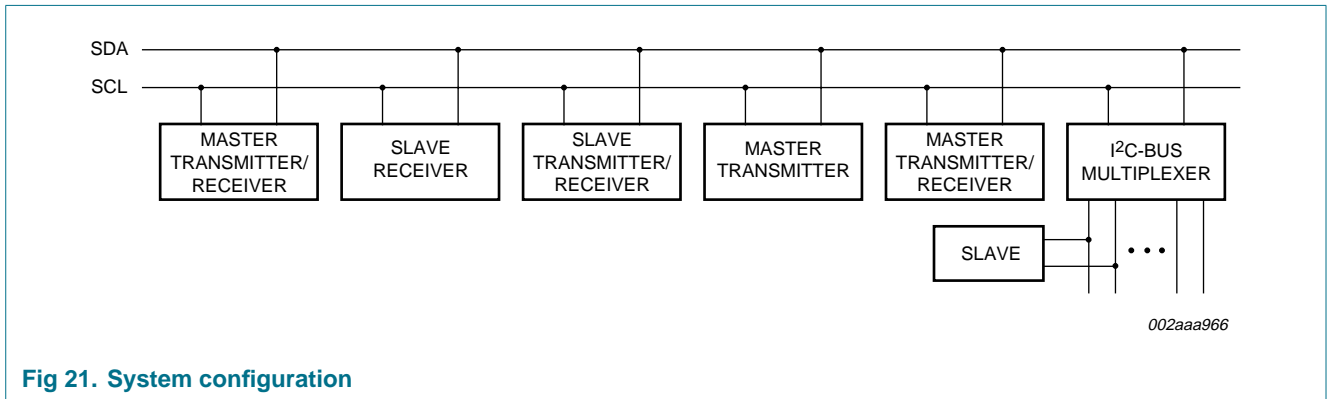 SDA
SCL
MASTER
TRANSMITTER/
RECEIVER
SLAVE
RECEIVER
SLAVE
TRANSMITTER/
RECEIVER
MASTER
TRANSMITTER
MASTER
TRANSMITTER/
RECEIVER
I²C-BUS
MULTIPLEXER
SLAVE
002aaa966
Fig 21. System configuration